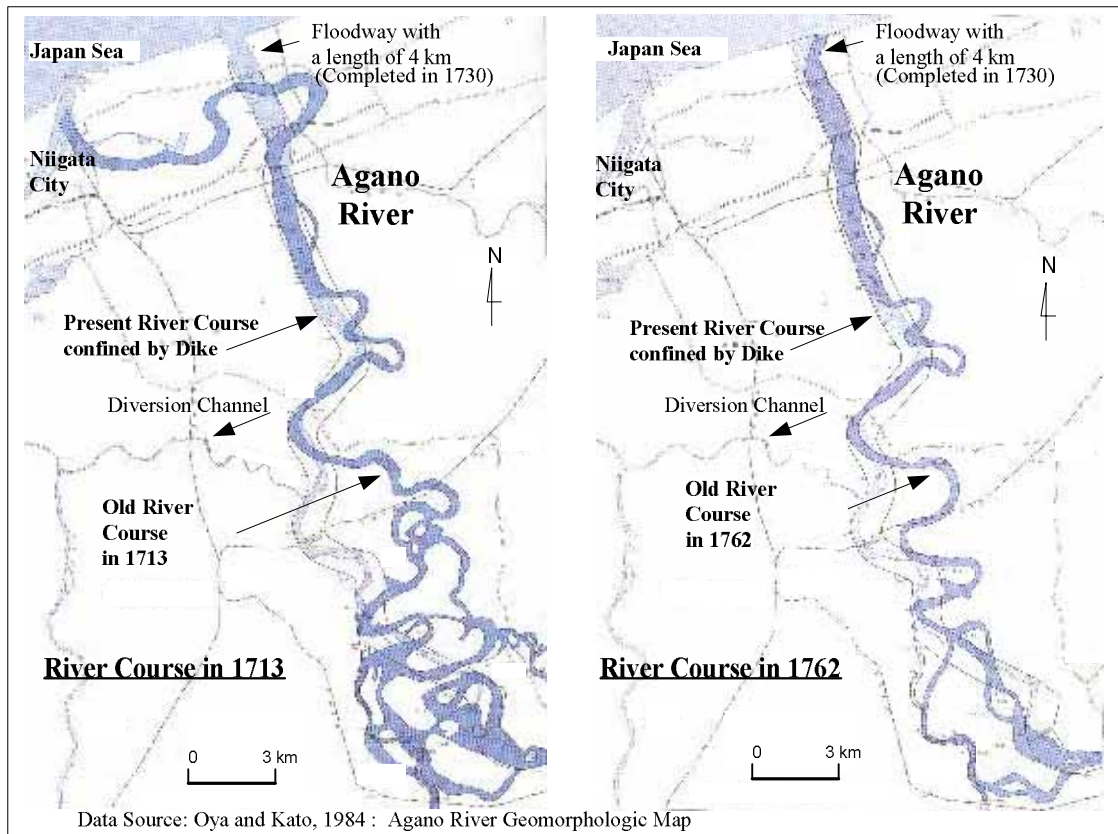 Japan Sea
Floodway with
a length of 4 km
(Completed in 1730)
Niigata
City
Agano
River
N
Present River Course
confined by Dike
Diversion Channel
Old River
Course
in 1713
River Course in 1713
0 3 km
Japan Sea
Floodway with
a length of 4 km
(Completed in 1730)
Niigata
City
Agano
River
N
Present River Course
confined by Dike
Diversion Channel
Old River
Course
in 1762
River Course in 1762
0 3 km
Data Source: Oya and Kato, 1984 : Agano River Geomorphologic Map